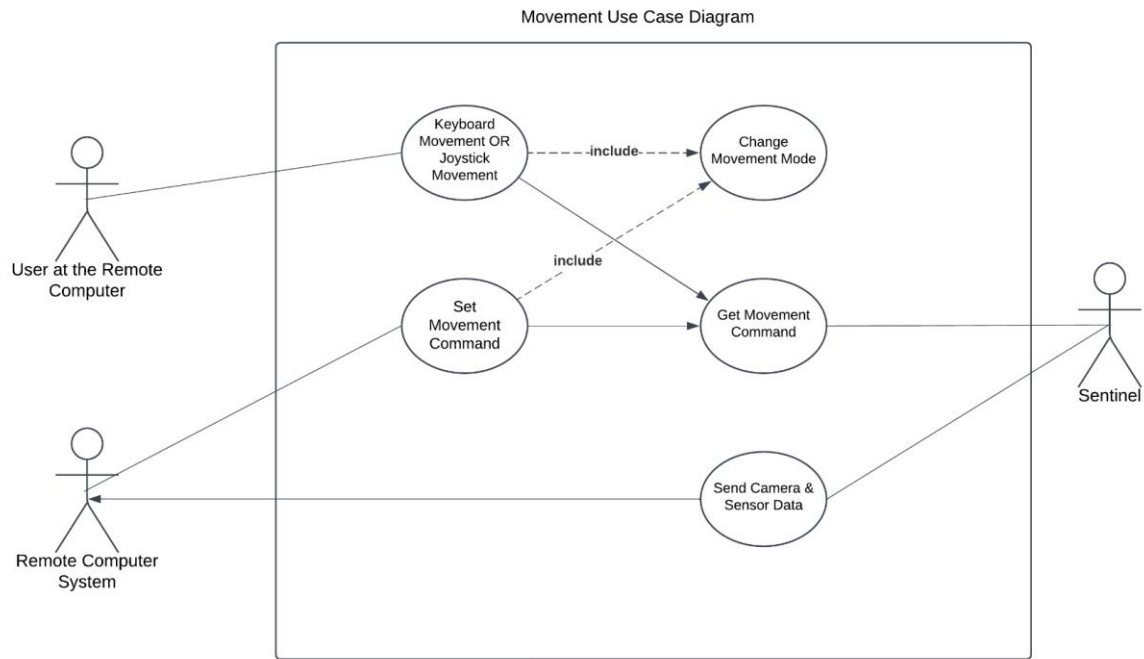 Movement Use Case Diagram
Keyboard
Movement OR
Joystick
Movement
include
Change
Movement Mode
User at the Remote
Computer
include
Set
Movement
Command
Get Movement
Command
Sentinel
Send Camera &
Sensor Data
Remote Computer
System